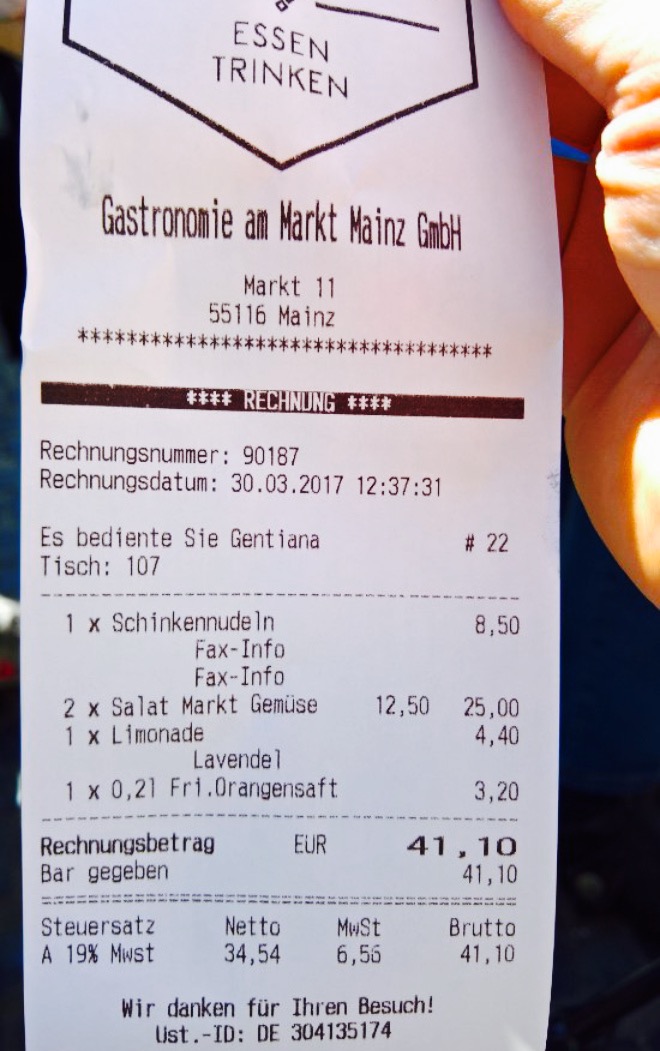 ESSEN
TRINKEN
Gastronomie am Markt Mainz GmbH
Markt 11
55116 Mainz
***********************************
**** RECHNUNG ****
Rechnungsnummer: 90187
Rechnungsdatum: 30.03.2017 12:37:31
Es bediente Sie Gentiana # 22
Tisch: 107
1 x Schinkennudeln 8,50
Fax-Info
Fax-Info
2 x Salat Markt Gemüse 12,50 25,00
1 x Limonade 4,40
Lavendel
1 x 0,2l Fri.Orangensaft 3,20
Rechnungsbetrag EUR 41,10
Bar gegeben 41,10
Steuersatz Netto MwSt Brutto
A 19% Mwst 34,54 6,56 41,10
Wir danken für Ihren Besuch!
Ust.-ID: DE 304135174